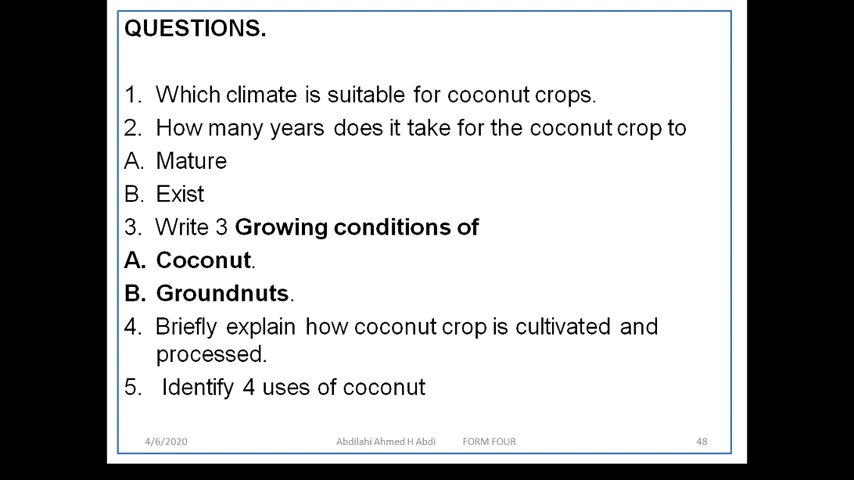 QUESTIONS.
1. Which climate is suitable for coconut crops.
2. How many years does it take for the coconut crop to
A. Mature
B. Exist
3. Write 3 Growing conditions of
A. Coconut.
B. Groundnuts.
4. Briefly explain how coconut crop is cultivated and
processed.
5. Identify 4 uses of coconut
4/6/2020 Abdilahi Ahmed H Abdi FORM FOUR 48